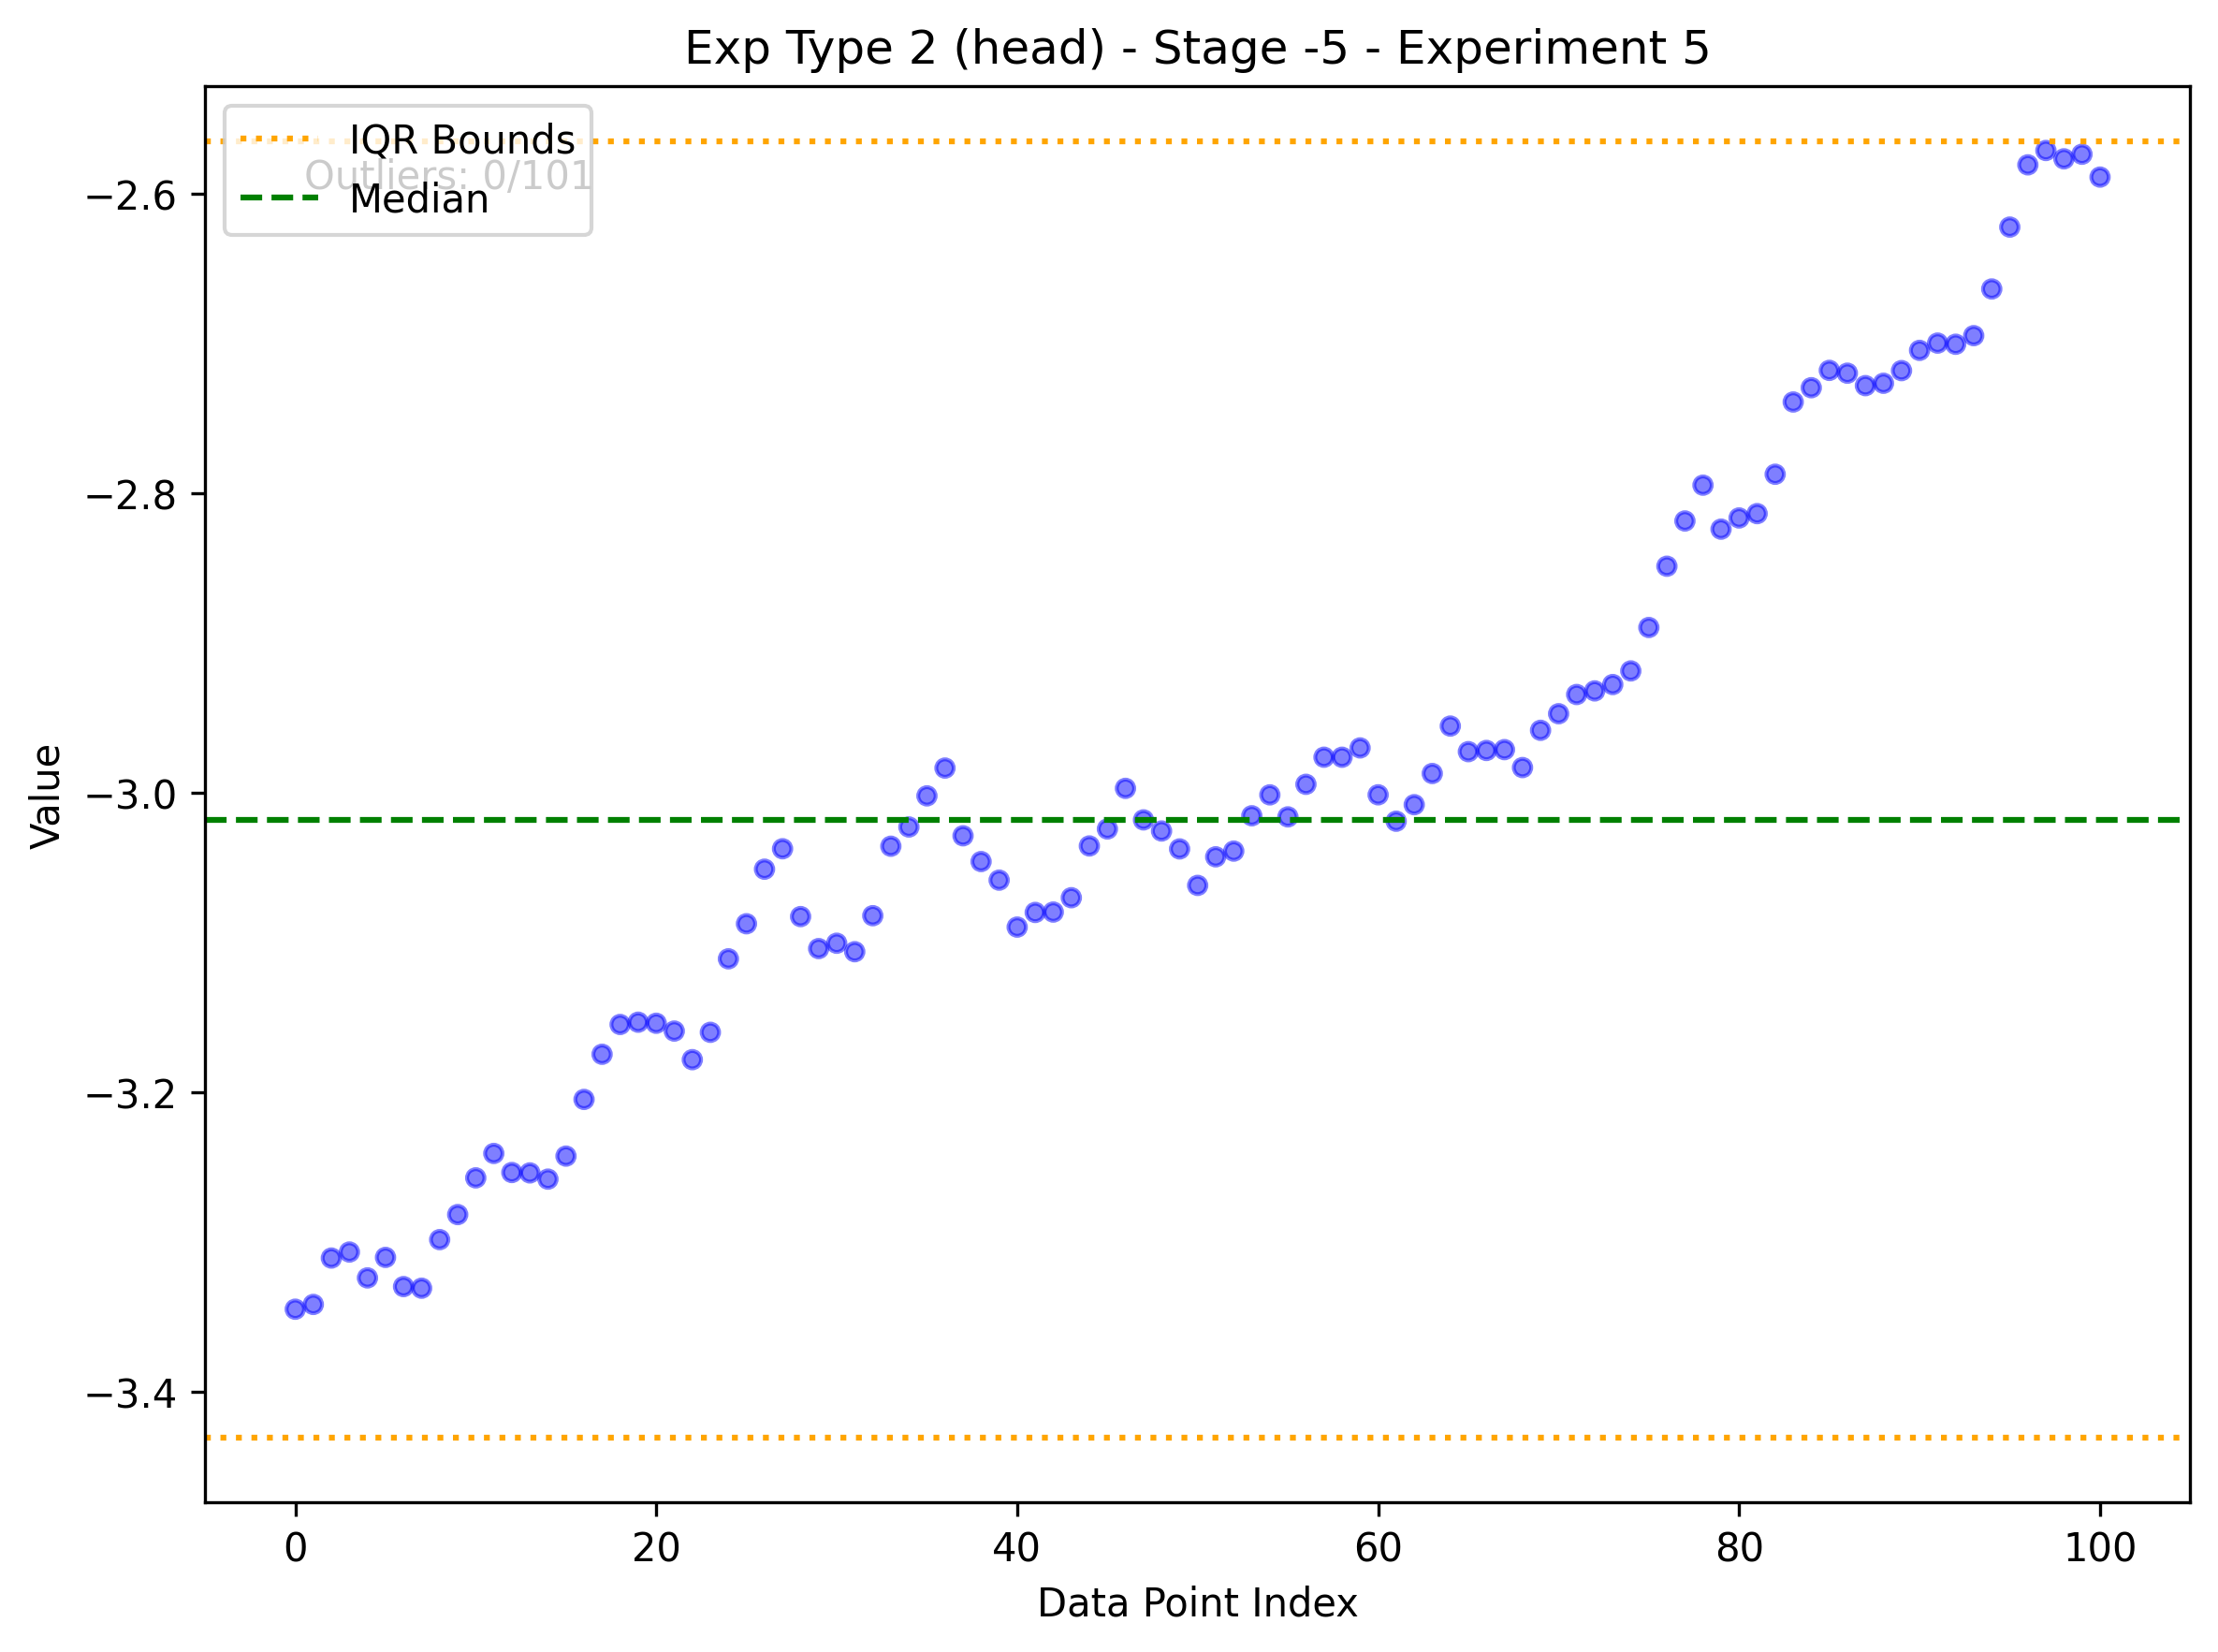 Exp Type 2 (head) - Stage -5 - Experiment 5
IQR Bounds
Outliers: 0/101
Median
−2.6
−2.8
−3.0
−3.2
−3.4
Value
0 20 40 60 80 100
Data Point Index